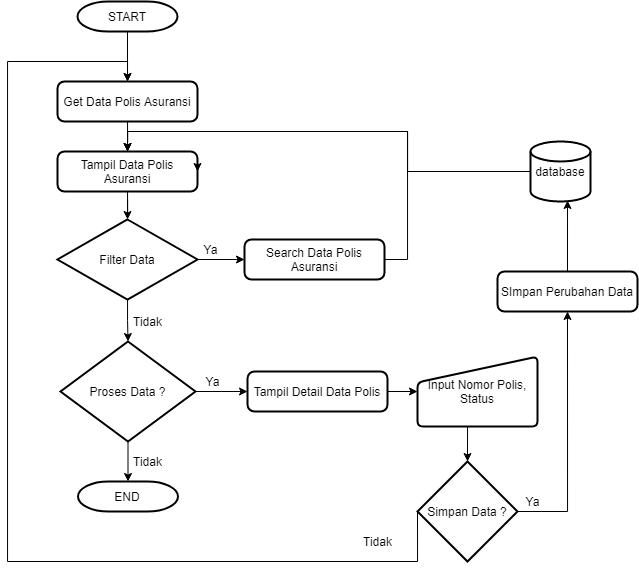 START
Get Data Polis Asuransi
Tampil Data Polis
Asuransi
database
Filter Data
Ya
Search Data Polis
Asuransi
SImpan Perubahan Data
Tidak
Proses Data ?
Ya
Tampil Detail Data Polis
Input Nomor Polis,
Status
Tidak
END
Simpan Data ?
Ya
Tidak